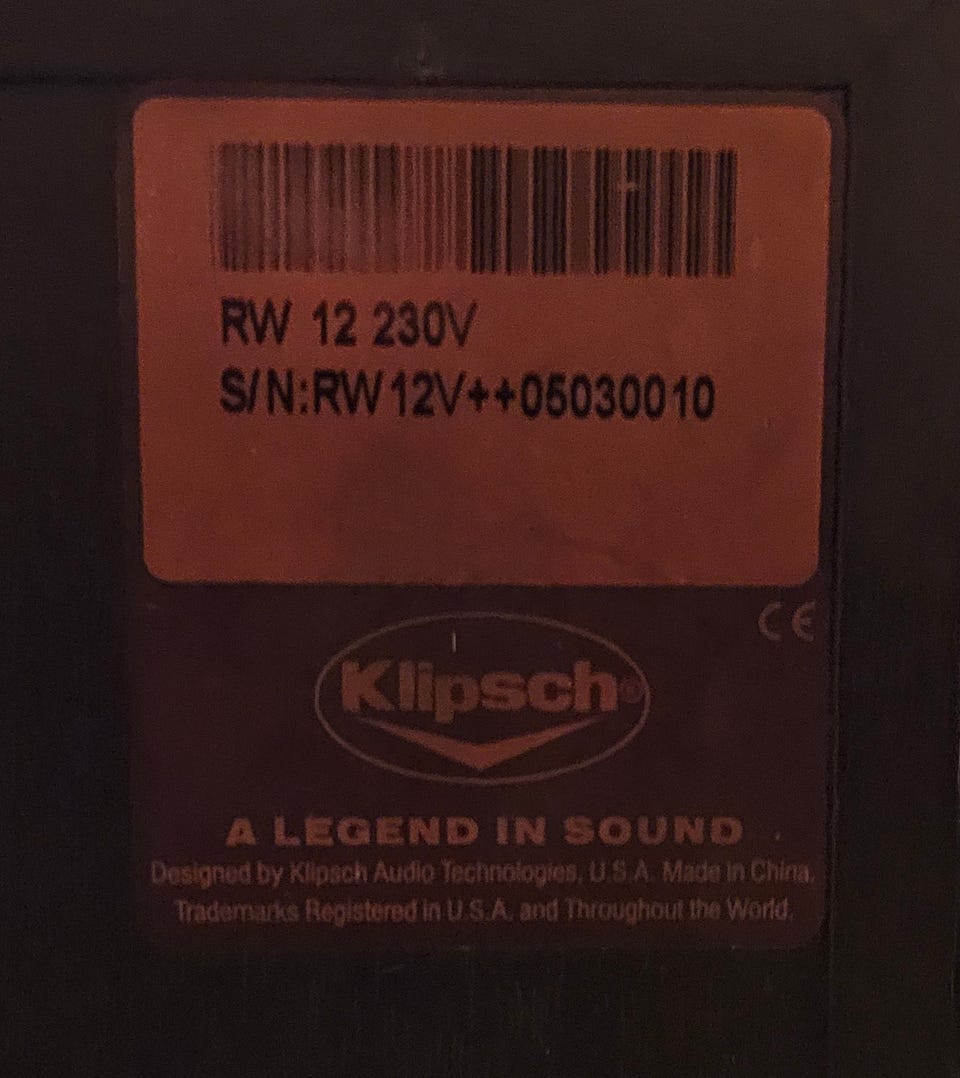 RW 12 230V
S/N:RW12V++05030010
CE
Klipsch®
A LEGEND IN SOUND
Designed by Klipsch Audio Technologies, U.S.A. Made in China.
Trademarks Registered in U.S.A. and Throughout the World.